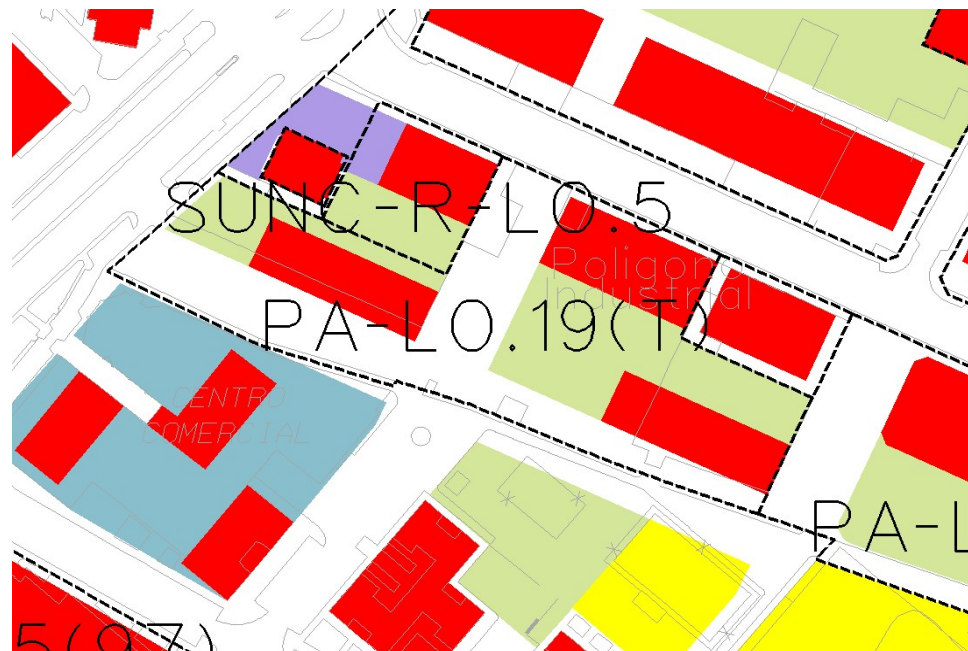 SUNC-R-LO.5
Poligono
Industrial
PA-LO.19(T)
CENTRO
COMERCIAL
PA-L
5(97)